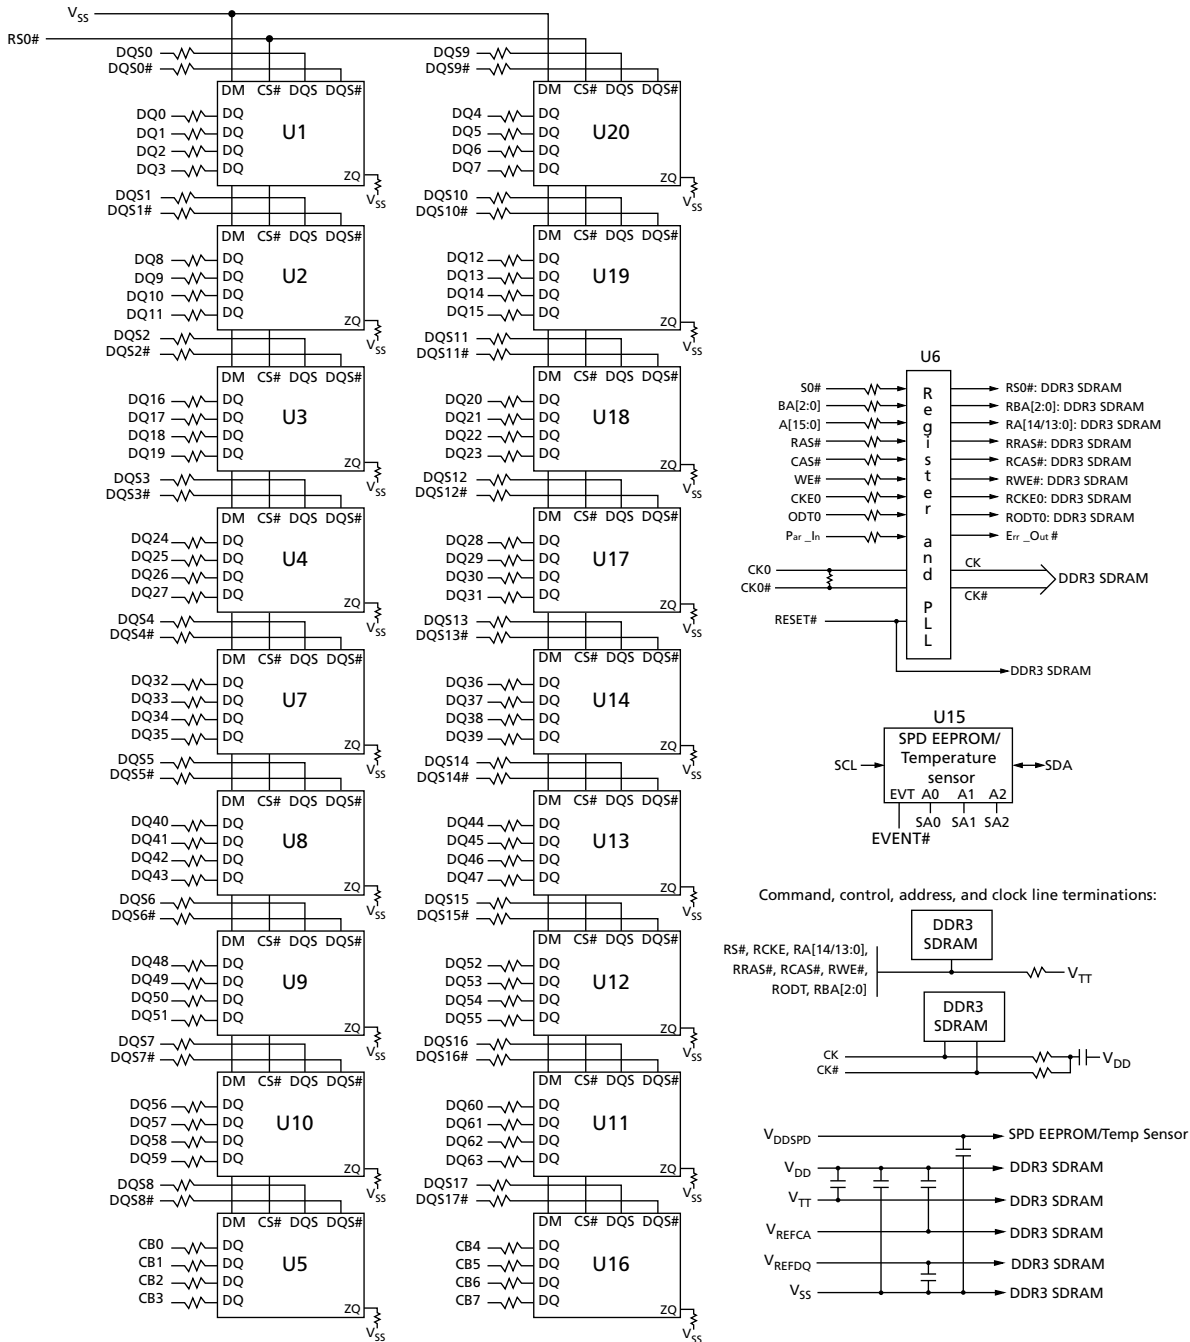 VSS
RS0#
DQS0
DQS0#
DM CS# DQS DQS#
DQ0 DQ
DQ1 DQ
DQ2 DQ
DQ3 DQ
U1
ZQ
VSS
DQS1
DQS1#
DM CS# DQS DQS#
DQ8 DQ
DQ9 DQ
DQ10 DQ
DQ11 DQ
U2
ZQ
VSS
DQS2
DQS2#
DM CS# DQS DQS#
DQ16 DQ
DQ17 DQ
DQ18 DQ
DQ19 DQ
U3
ZQ
VSS
DQS3
DQS3#
DM CS# DQS DQS#
DQ24 DQ
DQ25 DQ
DQ26 DQ
DQ27 DQ
U4
ZQ
VSS
DQS4
DQS4#
DM CS# DQS DQS#
DQ32 DQ
DQ33 DQ
DQ34 DQ
DQ35 DQ
U7
ZQ
VSS
DQS5
DQS5#
DM CS# DQS DQS#
DQ40 DQ
DQ41 DQ
DQ42 DQ
DQ43 DQ
U8
ZQ
VSS
DQS6
DQS6#
DM CS# DQS DQS#
DQ48 DQ
DQ49 DQ
DQ50 DQ
DQ51 DQ
U9
ZQ
VSS
DQS7
DQS7#
DM CS# DQS DQS#
DQ56 DQ
DQ57 DQ
DQ58 DQ
DQ59 DQ
U10
ZQ
VSS
DQS8
DQS8#
DM CS# DQS DQS#
CB0 DQ
CB1 DQ
CB2 DQ
CB3 DQ
U5
ZQ
VSS
DQS9
DQS9#
DM CS# DQS DQS#
DQ4 DQ
DQ5 DQ
DQ6 DQ
DQ7 DQ
U20
ZQ
VSS
DQS10
DQS10#
DM CS# DQS DQS#
DQ12 DQ
DQ13 DQ
DQ14 DQ
DQ15 DQ
U19
ZQ
VSS
DQS11
DQS11#
DM CS# DQS DQS#
DQ20 DQ
DQ21 DQ
DQ22 DQ
DQ23 DQ
U18
ZQ
VSS
DQS12
DQS12#
DM CS# DQS DQS#
DQ28 DQ
DQ29 DQ
DQ30 DQ
DQ31 DQ
U17
ZQ
VSS
DQS13
DQS13#
DM CS# DQS DQS#
DQ36 DQ
DQ37 DQ
DQ38 DQ
DQ39 DQ
U14
ZQ
VSS
DQS14
DQS14#
DM CS# DQS DQS#
DQ44 DQ
DQ45 DQ
DQ46 DQ
DQ47 DQ
U13
ZQ
VSS
DQS15
DQS15#
DM CS# DQS DQS#
DQ52 DQ
DQ53 DQ
DQ54 DQ
DQ55 DQ
U12
ZQ
VSS
DQS16
DQS16#
DM CS# DQS DQS#
DQ60 DQ
DQ61 DQ
DQ62 DQ
DQ63 DQ
U11
ZQ
VSS
DQS17
DQS17#
DM CS# DQS DQS#
CB4 DQ
CB5 DQ
CB6 DQ
CB7 DQ
U16
ZQ
VSS
U6
Register and PLL
S0# RS0#: DDR3 SDRAM
BA[2:0] RBA[2:0]: DDR3 SDRAM
A[15:0] RA[14/13:0]: DDR3 SDRAM
RAS# RRAS#: DDR3 SDRAM
CAS# RCAS#: DDR3 SDRAM
WE# RWE#: DDR3 SDRAM
CKE0 RCKE0: DDR3 SDRAM
ODT0 RODT0: DDR3 SDRAM
Par_In Err_Out#
CK0 CK
DDR3 SDRAM
CK0# CK#
RESET#
DDR3 SDRAM
U15
SPD EEPROM/
Temperature
sensor
SCL SDA
EVT A0 A1 A2
SA0 SA1 SA2
EVENT#
Command, control, address, and clock line terminations:
DDR3
SDRAM
RS#, RCKE, RA[14/13:0],
RRAS#, RCAS#, RWE#,
RODT, RBA[2:0]
VTT
DDR3
SDRAM
CK
CK#
VDD
VDDSPD SPD EEPROM/Temp Sensor
VDD DDR3 SDRAM
VTT DDR3 SDRAM
VREFCA DDR3 SDRAM
VREFDQ DDR3 SDRAM
VSS DDR3 SDRAM